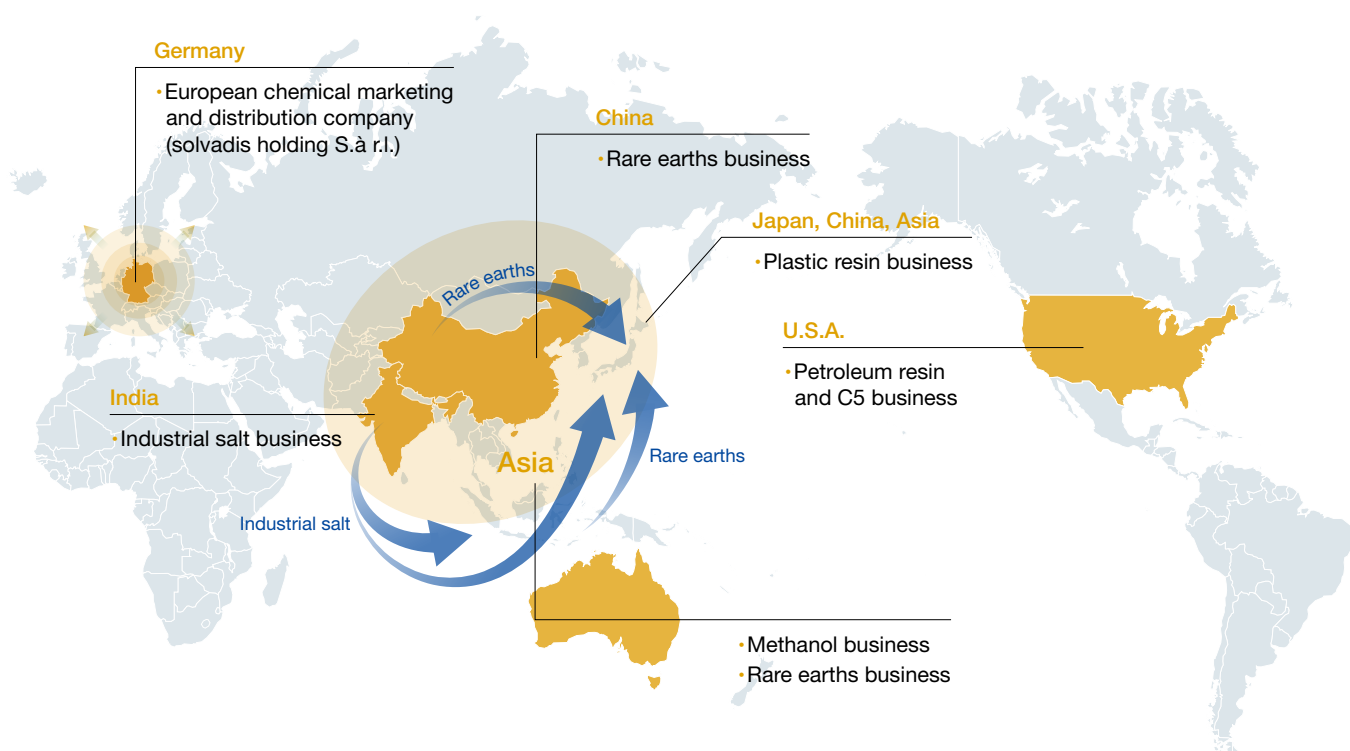 Germany
•European chemical marketing
and distribution company
(solvadis holding S.à r.l.)
China
•Rare earths business
Japan, China, Asia
•Plastic resin business
Rare earths
U.S.A.
•Petroleum resin
and C5 business
India
•Industrial salt business
Asia
Rare earths
Industrial salt
•Methanol business
•Rare earths business